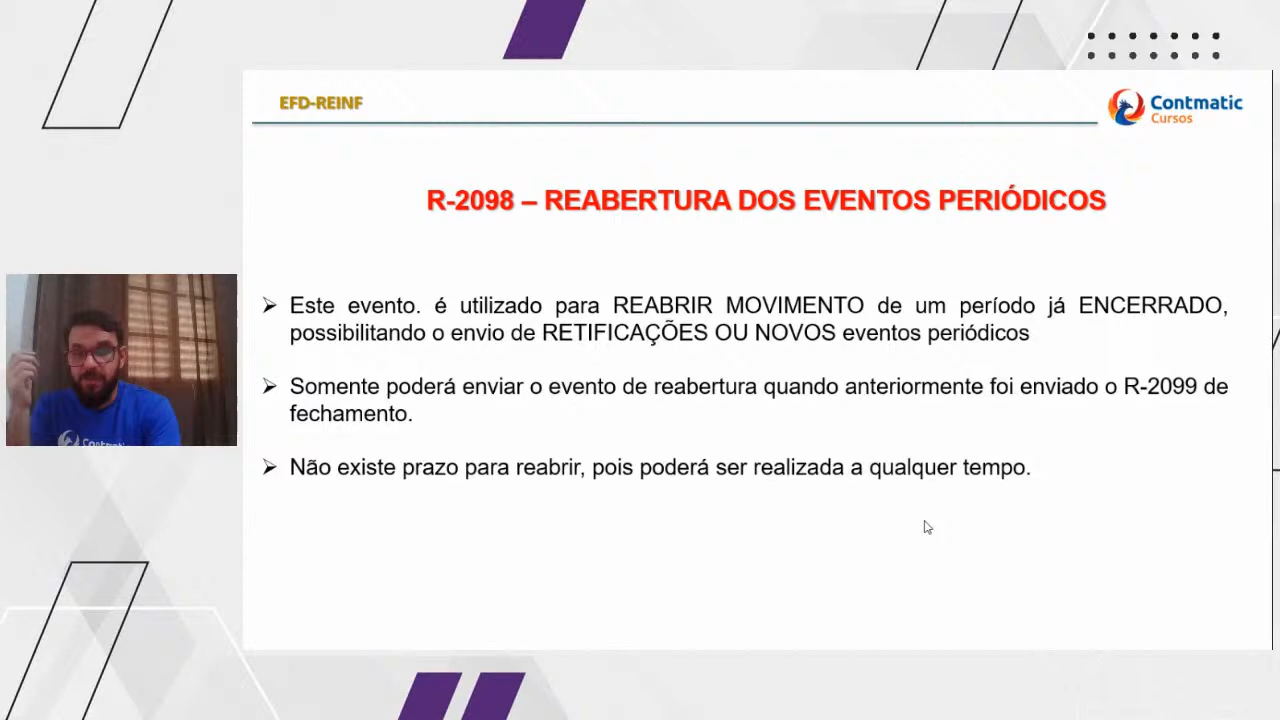 EFD-REINF
Contmatic
Cursos
R-2098 – REABERTURA DOS EVENTOS PERIÓDICOS
➢ Este evento. é utilizado para REABRIR MOVIMENTO de um período já ENCERRADO,
possibilitando o envio de RETIFICAÇÕES OU NOVOS eventos periódicos
➢ Somente poderá enviar o evento de reabertura quando anteriormente foi enviado o R-2099 de
fechamento.
➢ Não existe prazo para reabrir, pois poderá ser realizada a qualquer tempo.